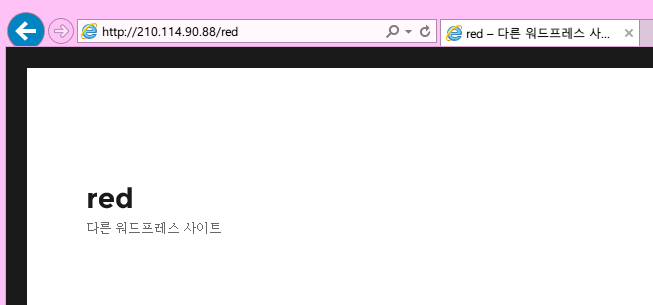 http://210.114.90.88/red
red – 다른 워드프레스 사...
red
다른 워드프레스 사이트